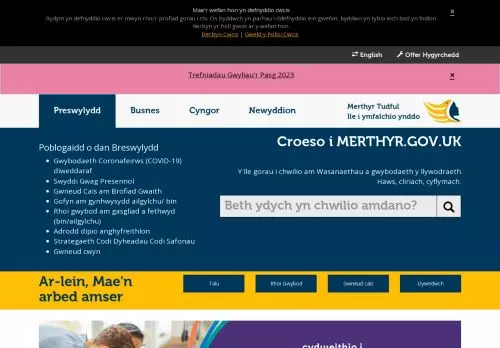 Mae'r wefan hon yn defnyddio cwcis
Rydym yn defnyddio cwcis er mwyn rhoi'r profiad gorau i chi. Os byddwch yn parhau i ddefnyddio ein gwefan, byddwn yn tybio eich bod yn fodlon
derbyn yr holl gwcis ar y wefan hon.
Derbyn Cwcis | Gweld y Polisi Cwcis
x
English
Offer Hygyrchedd
Trefniadau Gwyliau'r Pasg 2023
x
Preswylydd
Busnes
Cyngor
Newyddion
Merthyr Tudful
lle i ymfalchïo ynddo
Poblogaidd o dan Breswylydd
Gwybodaeth Coronafeirws (COVID-19)
diweddaraf
Swyddi Gwag Presennol
Gwneud Cais am Brofiad Gwaith
Gofyn am gynhwysydd ailgylchu/ bin
Rhoi gwybod am gasgliad a fethwyd
(bin/ailgylchu)
Adrodd dipio anghyfreithlon
Strategaeth Codi Dyheadau Codi Safonau
Gwneud cwyn
Croeso i MERTHYR.GOV.UK
Y lle gorau i chwilio am Wasanaethau a gwybodaeth y llywodraeth
Haws, cliriach, cyflymach.
Beth ydych yn chwilio amdano?
Ar-lein, Mae'n
arbed amser
Talu
Rhoi Gwybod
Gwneud cais
Dywedwch
cydweithio i